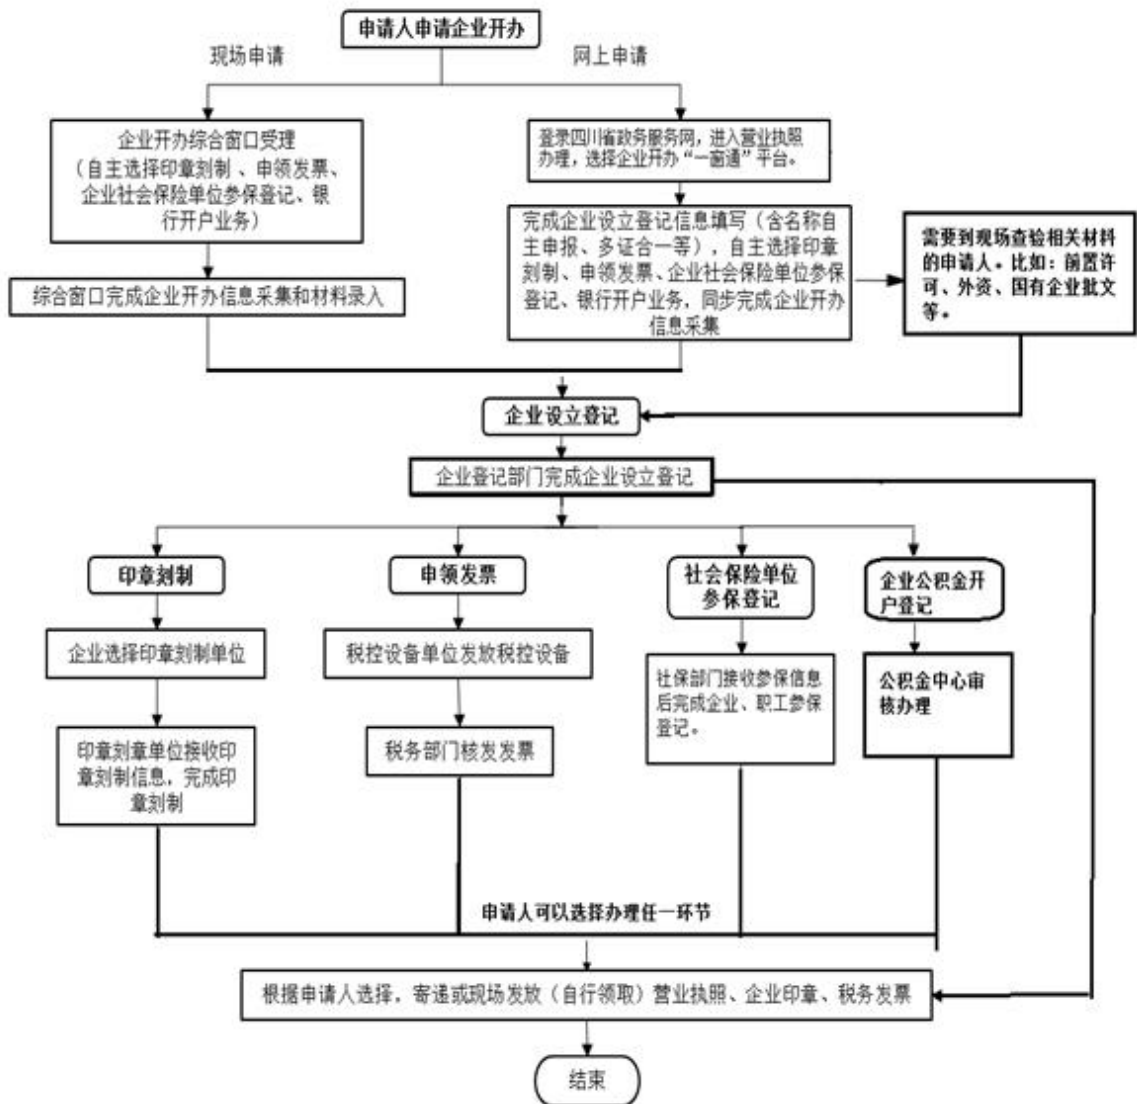 申请人申请企业开办
现场申请
网上申请
企业开办综合窗口受理
（自主选择印章刻制 、申领发票、
企业社会保险单位参保登记、银
行开户业务）
综合窗口完成企业开办信息采集和材料录入
登录四川省政务服务网，进入营业执照
办理，选择企业开办“一窗通”平台。
完成企业设立登记信息填写（含名称自
主申报、多证合一等），自主选择印章
刻制、申领发票、企业社会保险单位参保
登记、银行开户业务，同步完成企业开办
信息采集
需要到现场查验相关材料
的申请人。比如：前置许
可、外资、国有企业批文
等。
企业设立登记
企业登记部门完成企业设立登记
印章刻制
企业选择印章刻制单位
印章刻章单位接收印
章刻制信息，完成印
章刻制
申领发票
税控设备单位发放税控设备
税务部门核发发票
社会保险单位
参保登记
社保部门接收参保信息
后完成企业、职工参保
登记。
企业公积金开
户登记
公积金中心审
核办理
申请人可以选择办理任一环节
根据申请人选择，寄递或现场发放（自行领取）营业执照、企业印章、税务发票
结束